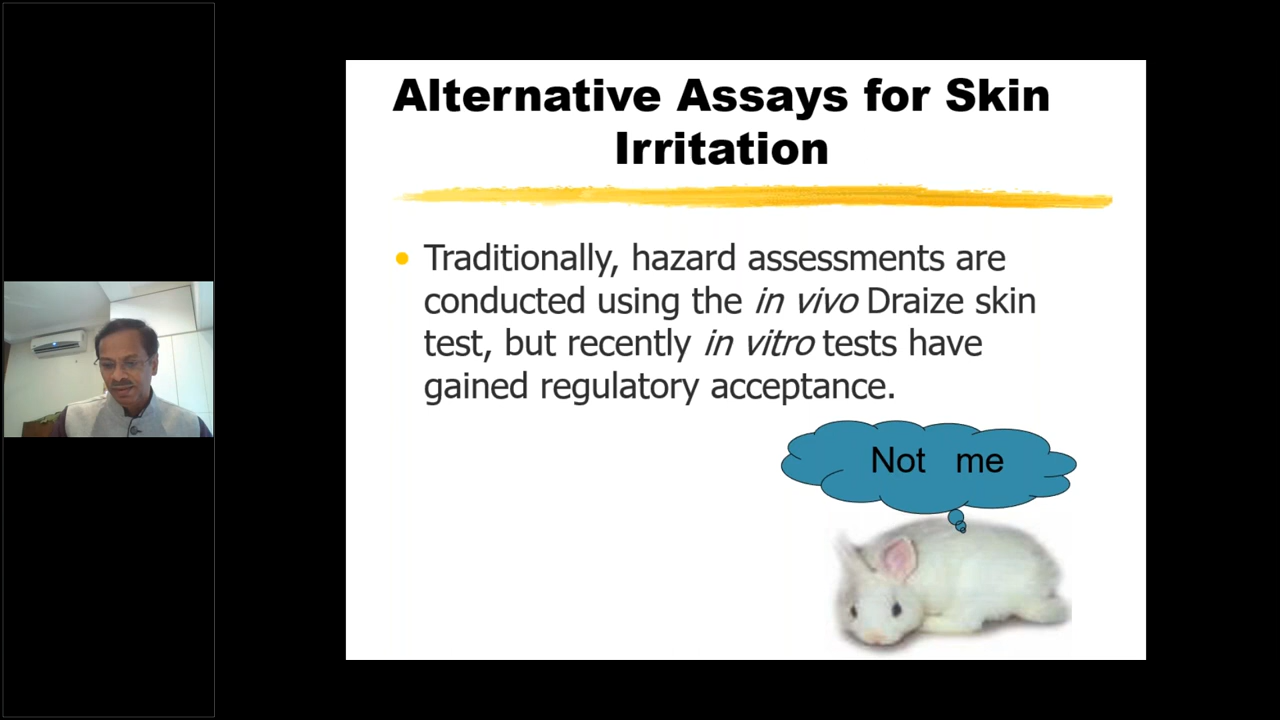 Alternative Assays for Skin
Irritation
• Traditionally, hazard assessments are
conducted using the in vivo Draize skin
test, but recently in vitro tests have
gained regulatory acceptance.
Not me